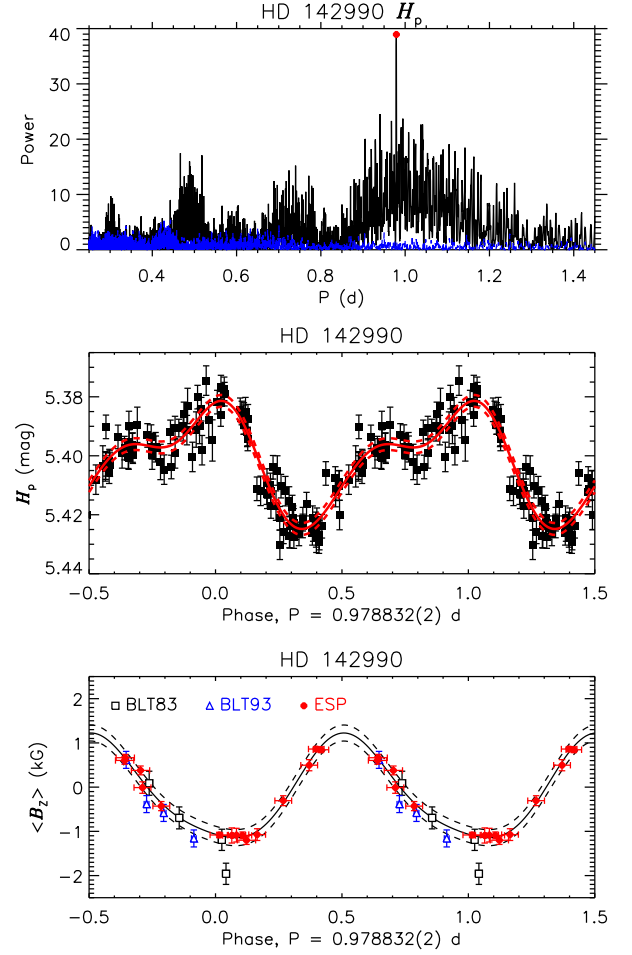 HD 142990 Hp
40
30
20
10
0
Power
0.4 0.6 0.8 1.0 1.2 1.4
P (d)
HD 142990
5.38
5.40
5.42
5.44
Hp (mag)
-0.5 0.0 0.5 1.0 1.5
Phase, P = 0.978832(2) d
HD 142990
BLT83 BLT93 ESP
2
1
0
-1
-2
<Bz> (kG)
-0.5 0.0 0.5 1.0 1.5
Phase, P = 0.978832(2) d